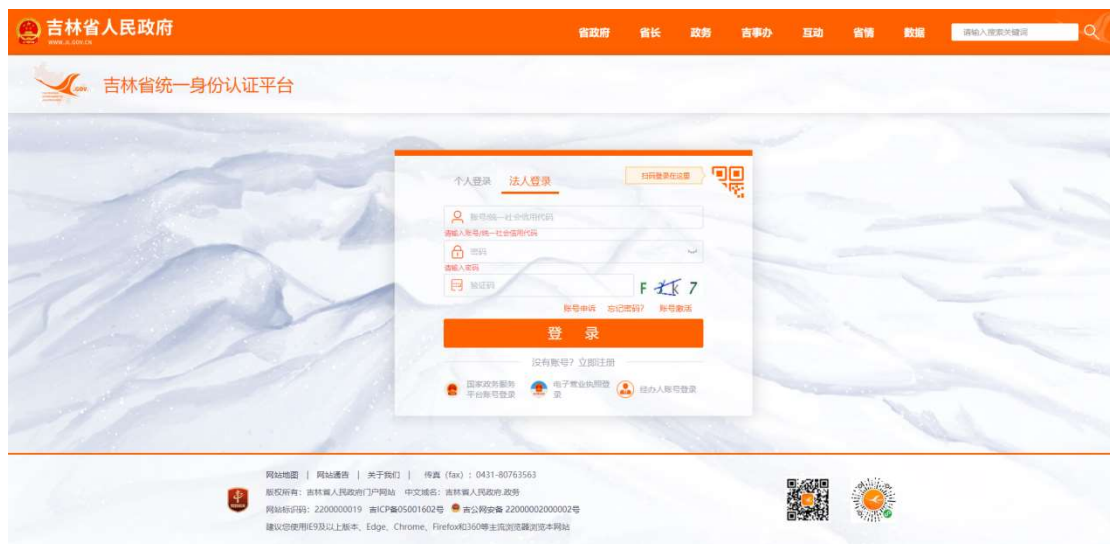 吉林省人民政府
WWW.JL.GOV.CN
省政府 省长 政务 吉事办 互动 省情 数据 请输入搜索关键词
.gov
吉林省统一身份认证平台
个人登录 法人登录 扫码登录在这里
账号/统一社会信用代码
请输入账号/统一社会信用代码
密码
请输入密码
验证码
账号申诉 忘记密码? 账号激活
登 录
没有账号? 立即注册
国家政务服务平台账号登录
电子营业执照登录
经办人账号登录
网站地图 | 网站通告 | 关于我们 | 传真 (fax) : 0431-80763563
版权所有: 吉林省人民政府门户网站 中文域名: 吉林省人民政府.政务
网站标识码: 2200000019 吉ICP备05001602号 吉公网安备 22000002000002号
建议您使用IE9及以上版本、Edge、Chrome、Firefox和360等主流浏览器浏览本网站